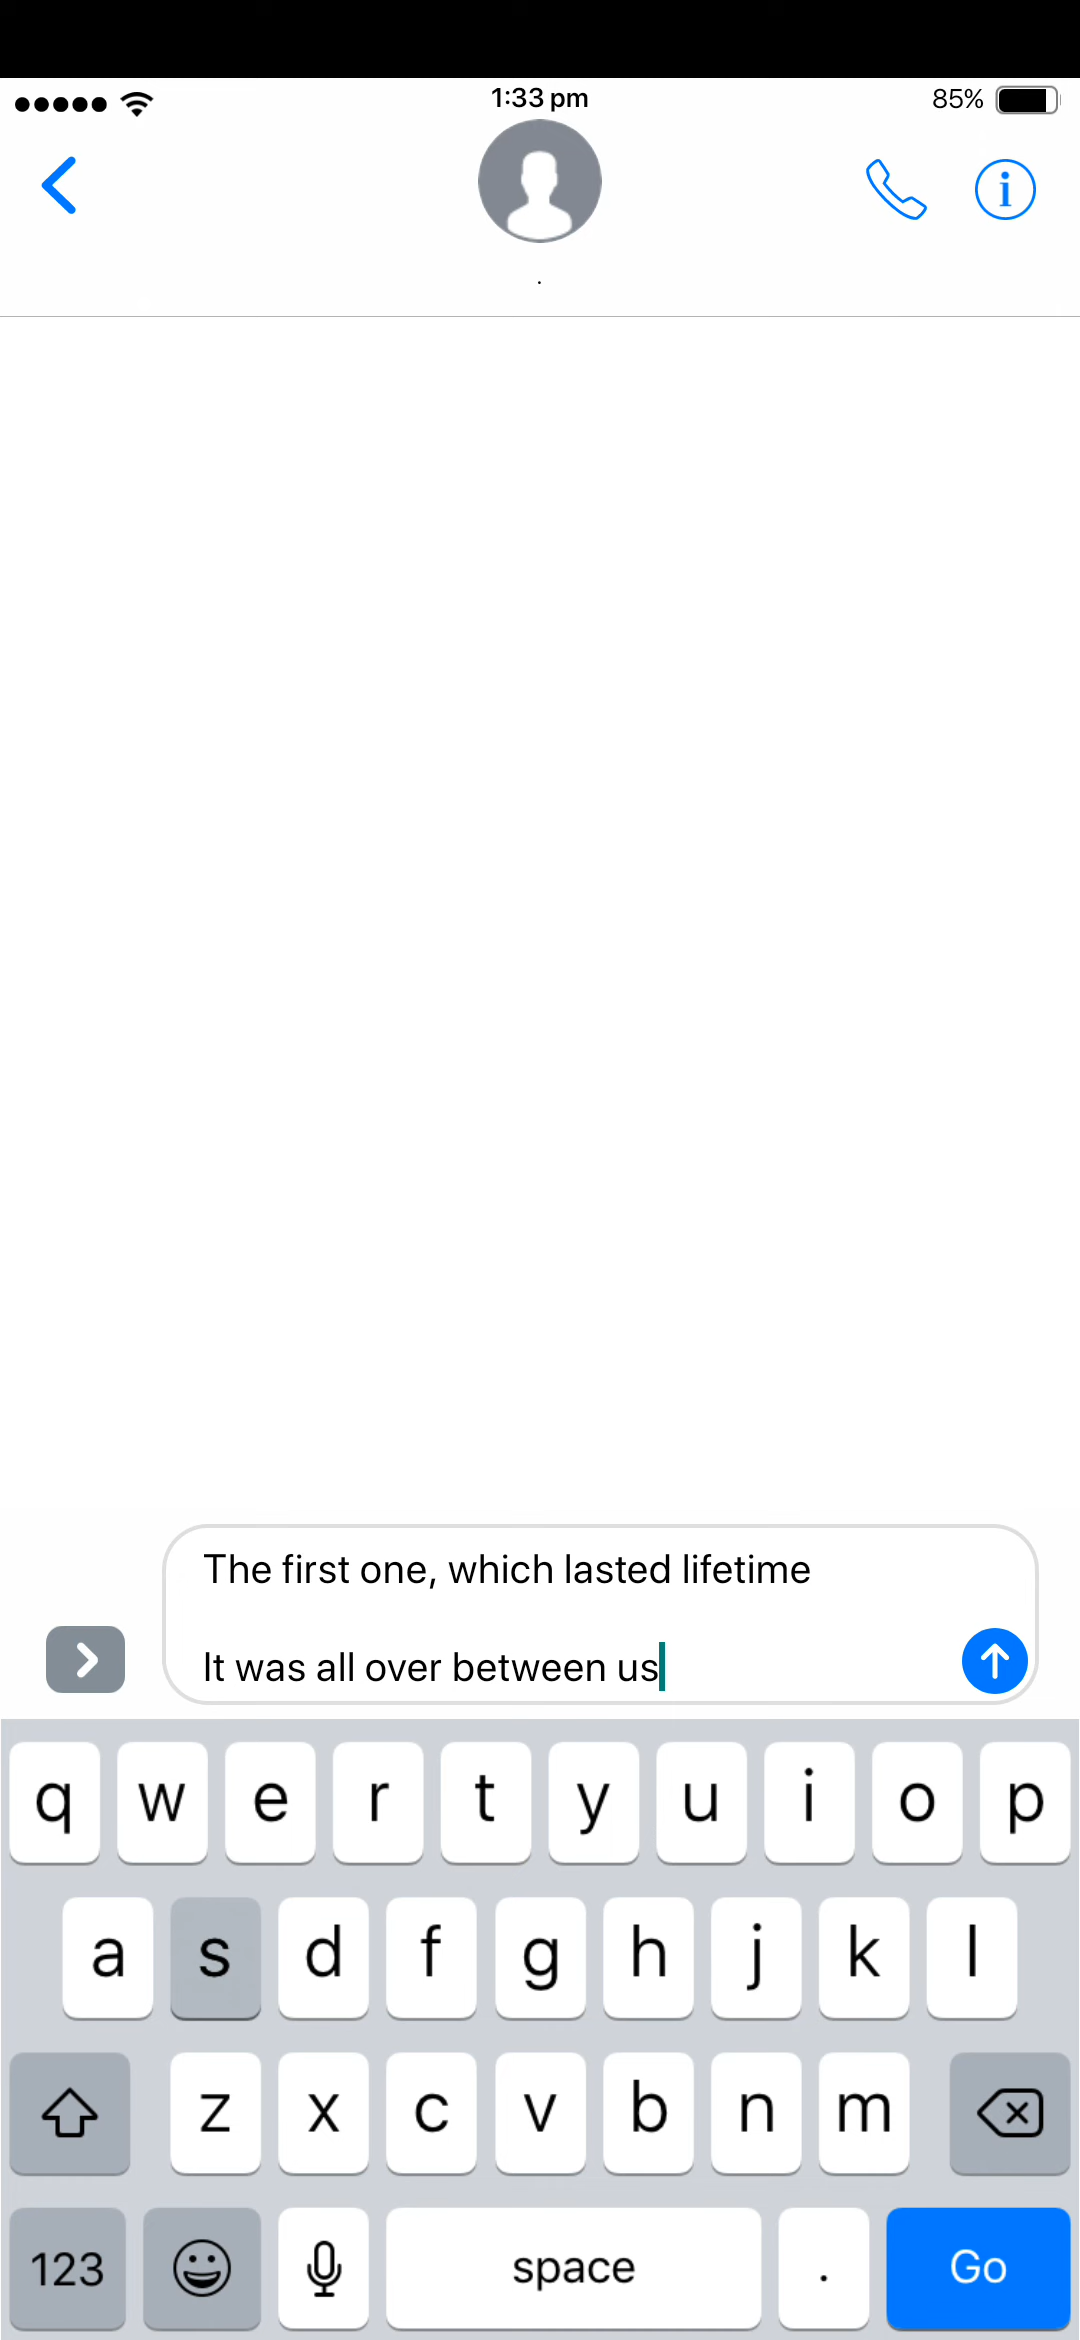 1:33 pm
85%
.
The first one, which lasted lifetime
It was all over between us
q w e r t y u i o p
a s d f g h j k l
z x c v b n m
123 space . Go